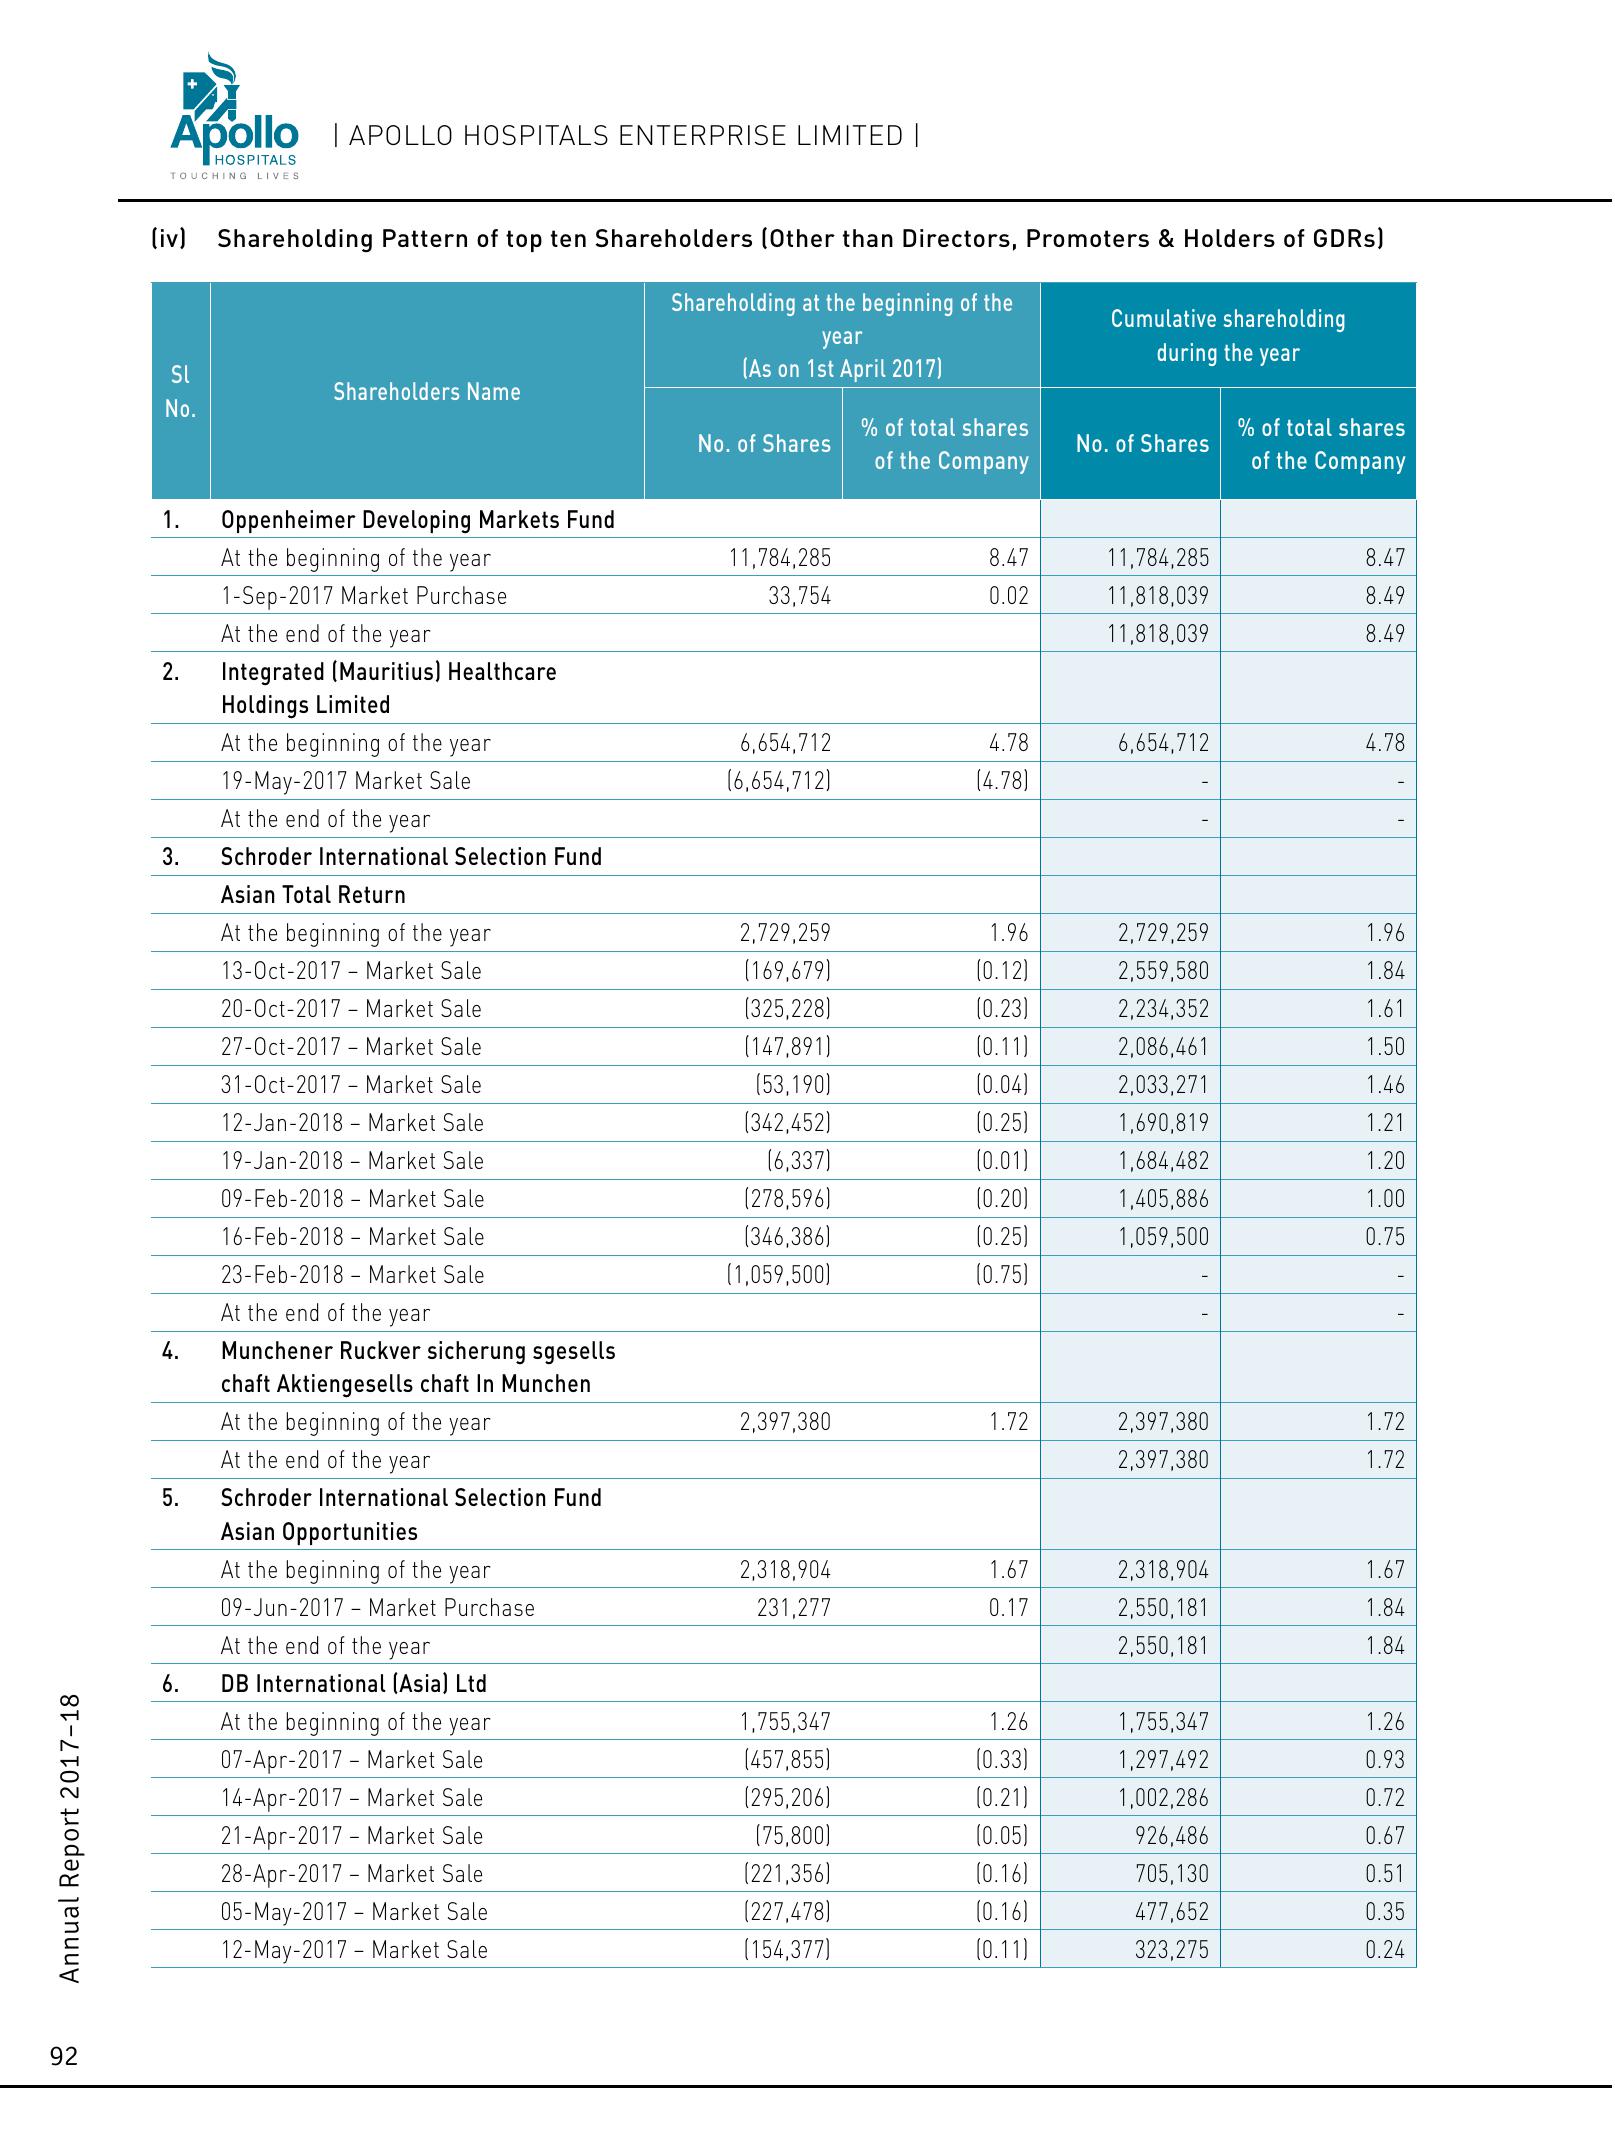 Apollo
HOSPITALS
TOUCHING LIVES
| APOLLO HOSPITALS ENTERPRISE LIMITED |
(iv) Shareholding Pattern of top ten Shareholders (Other than Directors, Promoters & Holders of GDRs)
Sl
No.
Shareholders Name
Shareholding at the beginning of the
year
(As on 1st April 2017)
Cumulative shareholding
during the year
No. of Shares
% of total shares
of the Company
No. of Shares
% of total shares
of the Company
1. Oppenheimer Developing Markets Fund
At the beginning of the year 11,784,285 8.47 11,784,285 8.47
1-Sep-2017 Market Purchase 33,754 0.02 11,818,039 8.49
At the end of the year 11,818,039 8.49
2. Integrated (Mauritius) Healthcare
Holdings Limited
At the beginning of the year 6,654,712 4.78 6,654,712 4.78
19-May-2017 Market Sale (6,654,712) (4.78) - -
At the end of the year - -
3. Schroder International Selection Fund
Asian Total Return
At the beginning of the year 2,729,259 1.96 2,729,259 1.96
13-Oct-2017 – Market Sale (169,679) (0.12) 2,559,580 1.84
20-Oct-2017 – Market Sale (325,228) (0.23) 2,234,352 1.61
27-Oct-2017 – Market Sale (147,891) (0.11) 2,086,461 1.50
31-Oct-2017 – Market Sale (53,190) (0.04) 2,033,271 1.46
12-Jan-2018 – Market Sale (342,452) (0.25) 1,690,819 1.21
19-Jan-2018 – Market Sale (6,337) (0.01) 1,684,482 1.20
09-Feb-2018 – Market Sale (278,596) (0.20) 1,405,886 1.00
16-Feb-2018 – Market Sale (346,386) (0.25) 1,059,500 0.75
23-Feb-2018 – Market Sale (1,059,500) (0.75) - -
At the end of the year - -
4. Munchener Ruckver sicherung sgesells
chaft Aktiengesells chaft In Munchen
At the beginning of the year 2,397,380 1.72 2,397,380 1.72
At the end of the year 2,397,380 1.72
5. Schroder International Selection Fund
Asian Opportunities
At the beginning of the year 2,318,904 1.67 2,318,904 1.67
09-Jun-2017 – Market Purchase 231,277 0.17 2,550,181 1.84
At the end of the year 2,550,181 1.84
6. DB International (Asia) Ltd
At the beginning of the year 1,755,347 1.26 1,755,347 1.26
07-Apr-2017 – Market Sale (457,855) (0.33) 1,297,492 0.93
14-Apr-2017 – Market Sale (295,206) (0.21) 1,002,286 0.72
21-Apr-2017 – Market Sale (75,800) (0.05) 926,486 0.67
28-Apr-2017 – Market Sale (221,356) (0.16) 705,130 0.51
05-May-2017 – Market Sale (227,478) (0.16) 477,652 0.35
12-May-2017 – Market Sale (154,377) (0.11) 323,275 0.24
Annual Report 2017–18
92